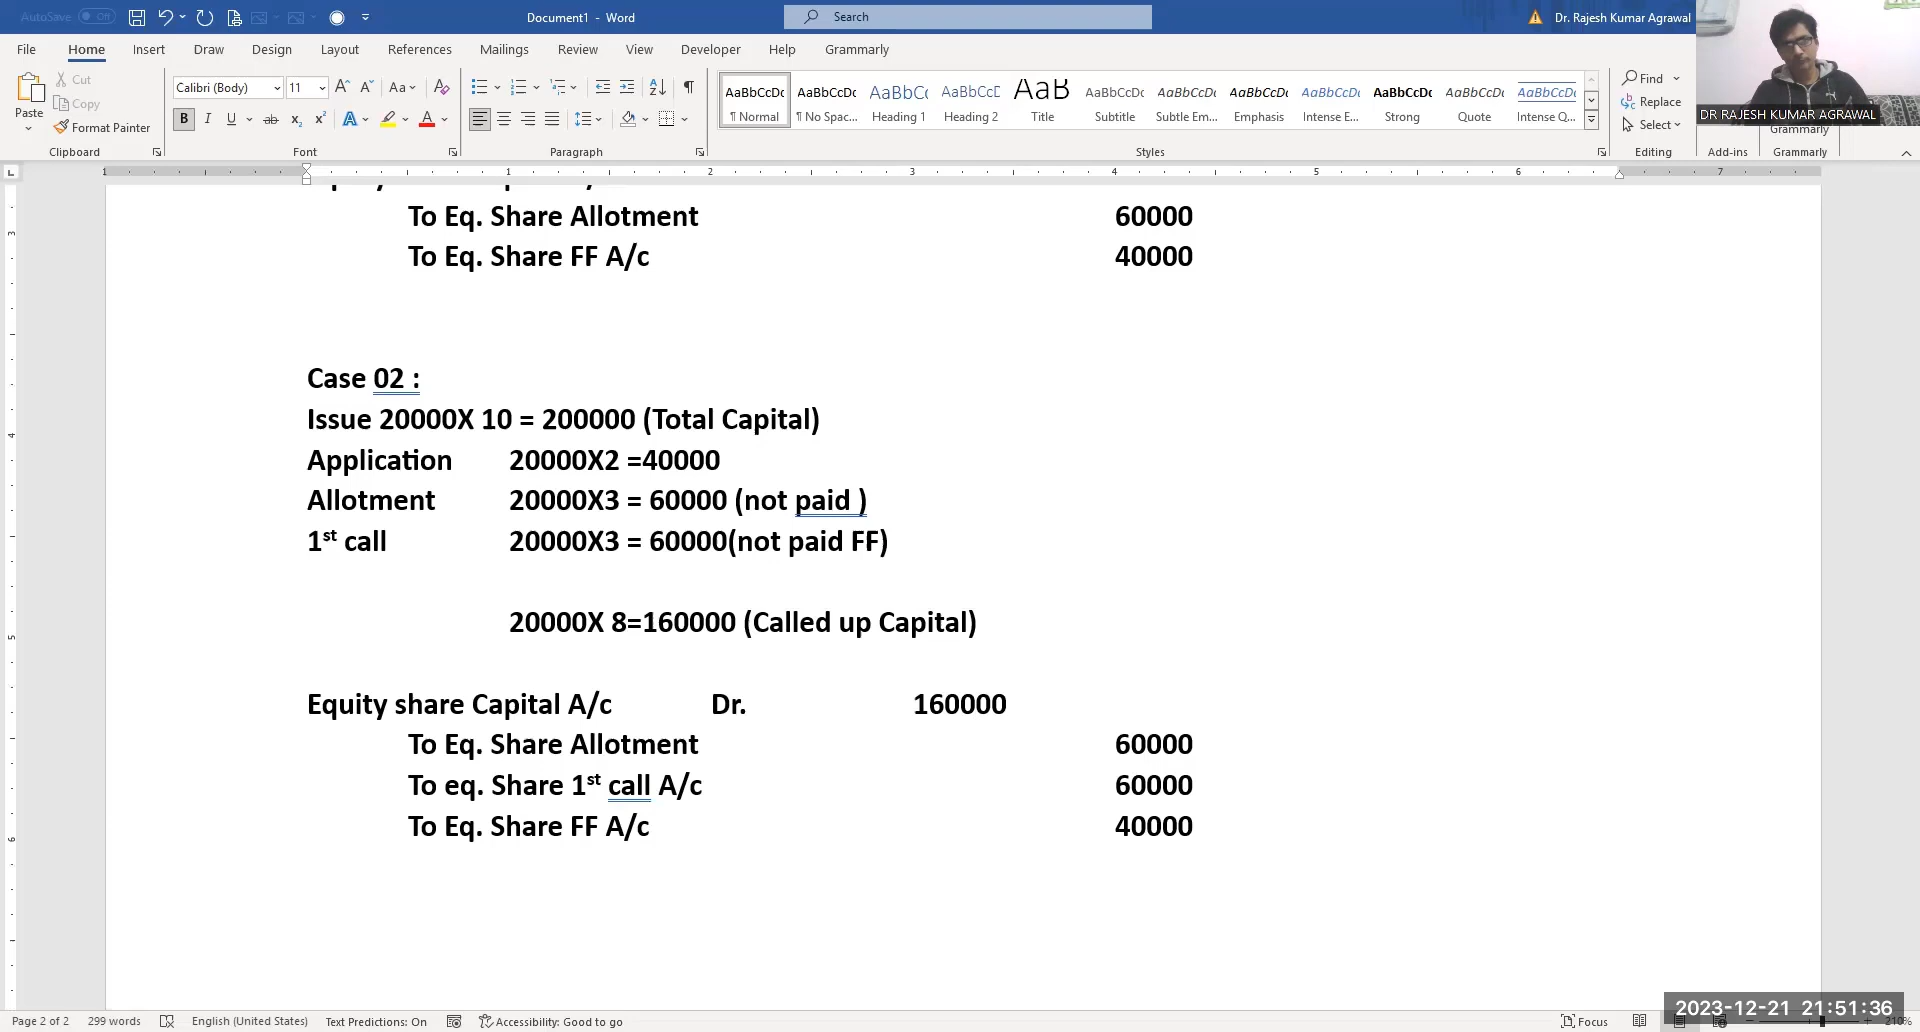 AutoSave Off
Document1 - Word
Search
Dr. Rajesh Kumar Agrawal
File Home Insert Draw Design Layout References Mailings Review View Developer Help Grammarly
Paste
Cut
Copy
Format Painter
Clipboard
Calibri (Body) 11
Font
Paragraph
AaBbCcDc AaBbCcDc AaBbC( AaBbCcE AaB AaBbCcDc AaBbCcDc AaBbCcDc AaBbCcDc AaBbCcDc AaBbCcDc AaBbCcDc
¶ Normal ¶ No Spac... Heading 1 Heading 2 Title Subtitle Subtle Em... Emphasis Intense E... Strong Quote Intense Q...
Styles
Find
Replace
Select
Editing
Add-ins
Grammarly
Grammarly
DR RAJESH KUMAR AGRAWAL
To Eq. Share Allotment 60000
To Eq. Share FF A/c 40000
Case 02 :
Issue 20000X 10 = 200000 (Total Capital)
Application 20000X2 =40000
Allotment 20000X3 = 60000 (not paid )
1st call 20000X3 = 60000(not paid FF)
20000X 8=160000 (Called up Capital)
Equity share Capital A/c Dr. 160000
To Eq. Share Allotment 60000
To eq. Share 1st call A/c 60000
To Eq. Share FF A/c 40000
Page 2 of 2 299 words English (United States) Text Predictions: On Accessibility: Good to go
Focus
210%
2023-12-21 21:51:36